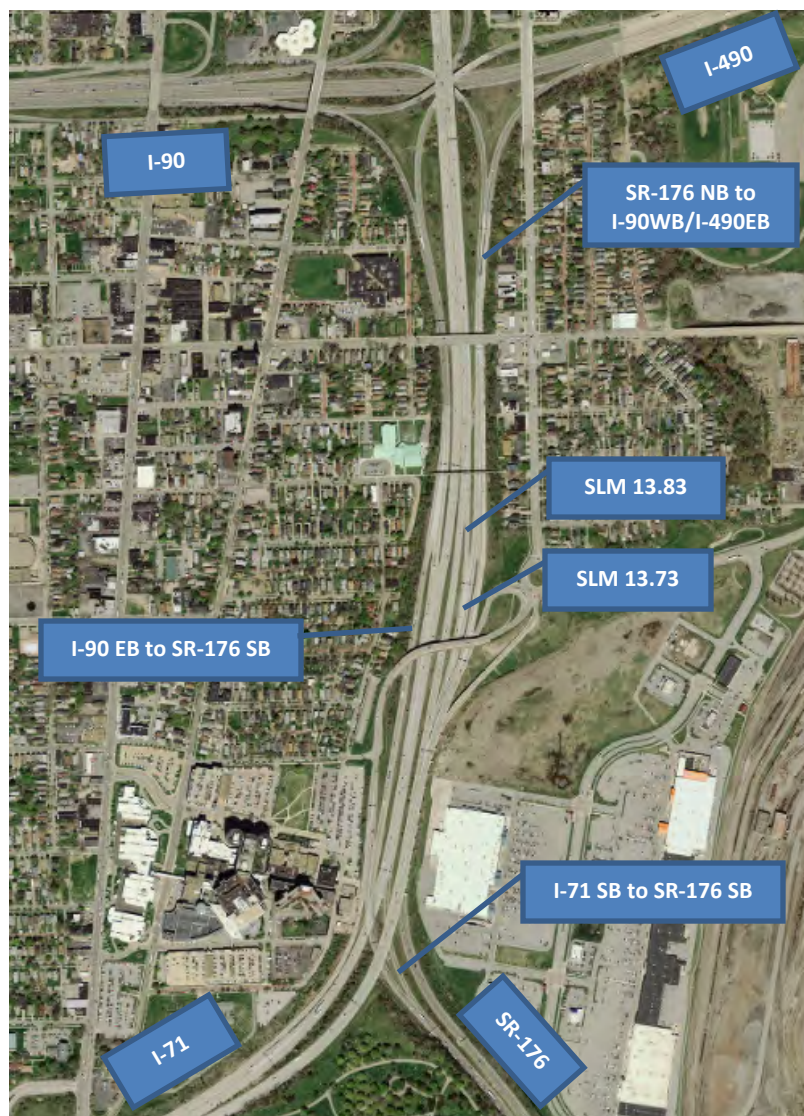 I-490
I-90
SR-176 NB to
I-90WB/I-490EB
SLM 13.83
SLM 13.73
I-90 EB to SR-176 SB
I-71 SB to SR-176 SB
I-71
SR-176